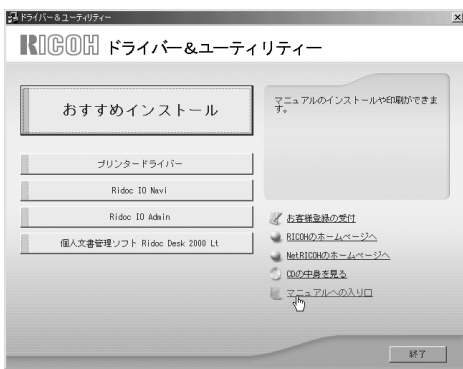 ドライバー&ユーティリティー
RICOH ドライバー&ユーティリティー
おすすめインストール
プリンタードライバー
Ridoc IO Navi
Ridoc IO Admin
個人文書管理ソフト Ridoc Desk 2000 Lt
マニュアルのインストールや印刷ができま
す。
お客様登録の受付
RICOHのホームページへ
NetRICOHのホームページへ
CDの中身を見る
マニュアルへの入り口
終了